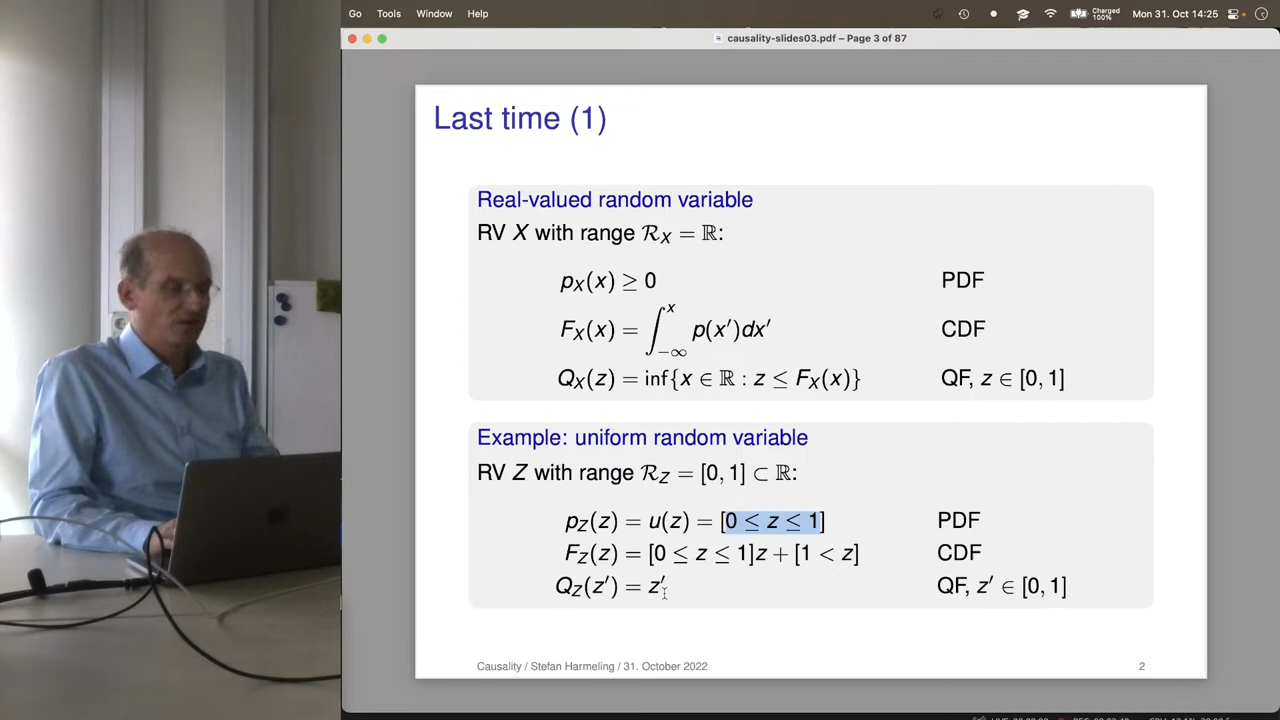 Go Tools Window Help Charged 100% Mon 31. Oct 14:25
causality-slides03.pdf – Page 3 of 87
Last time (1)
Real-valued random variable
RV X with range ℛ_X = ℝ:
p_X(x) ≥ 0 PDF
F_X(x) = ∫_{−∞}^{x} p(x′)dx′ CDF
Q_X(z) = inf{x ∈ ℝ : z ≤ F_X(x)} QF, z ∈ [0, 1]
Example: uniform random variable
RV Z with range ℛ_Z = [0, 1] ⊂ ℝ:
p_Z(z) = u(z) = [0 ≤ z ≤ 1] PDF
F_Z(z) = [0 ≤ z ≤ 1]z + [1 < z] CDF
Q_Z(z′) = z′ QF, z′ ∈ [0, 1]
Causality / Stefan Harmeling / 31. October 2022 2